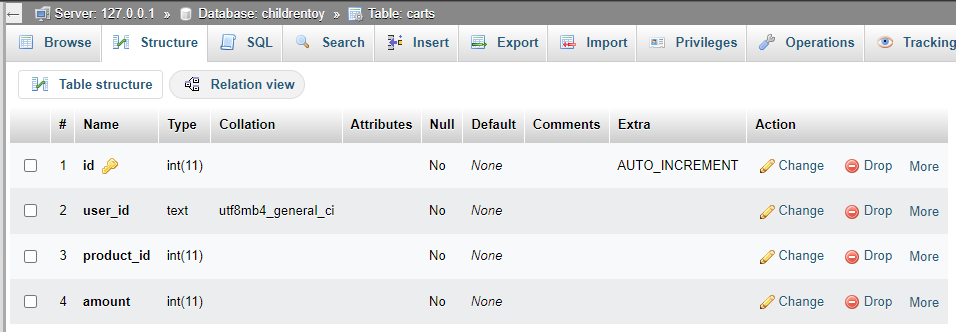 ← Server: 127.0.0.1 » Database: childrentoy » Table: carts
Browse Structure SQL Search Insert Export Import Privileges Operations Tracking
Table structure Relation view
# Name Type Collation Attributes Null Default Comments Extra Action
1 id int(11) No None AUTO_INCREMENT Change Drop More
2 user_id text utf8mb4_general_ci No None Change Drop More
3 product_id int(11) No None Change Drop More
4 amount int(11) No None Change Drop More